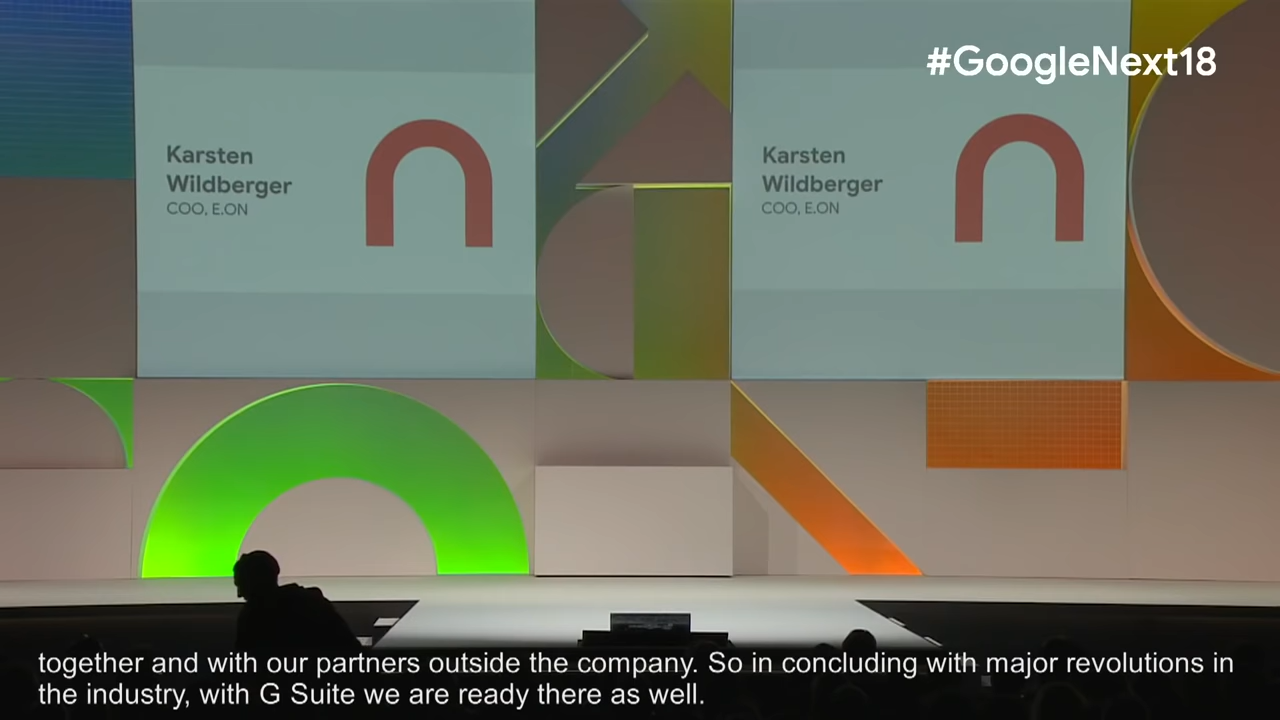 #GoogleNext18
Karsten
Wildberger
COO, E.ON
Karsten
Wildberger
COO, E.ON
together and with our partners outside the company. So in concluding with major revolutions in
the industry, with G Suite we are ready there as well.